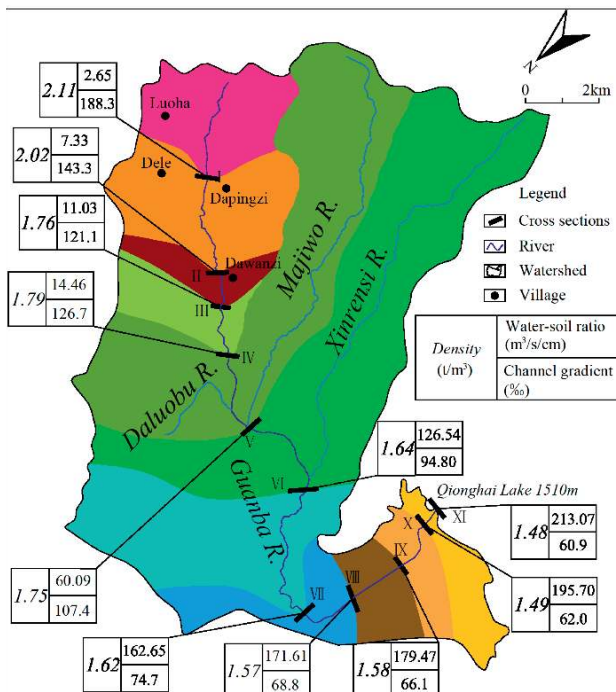 N
0
2km
2.11
2.65
188.3
Luoha
2.02
7.33
143.3
Dele
I
Dapingzi
1.76
11.03
121.1
II
Dawanzi
III
1.79
14.46
126.7
IV
Majiwo R.
Xinrensi R.
Legend
Cross sections
River
Watershed
Village
Density
(t/m³)
Water-soil ratio
(m³/s/cm)
Channel gradient
(‰)
Daluobu R.
V
Guanba R.
VI
1.64
126.54
94.80
Qionghai Lake 1510m
XI
X
IX
VIII
VII
1.48
213.07
60.9
1.49
195.70
62.0
1.75
60.09
107.4
1.62
162.65
74.7
1.57
171.61
68.8
1.58
179.47
66.1